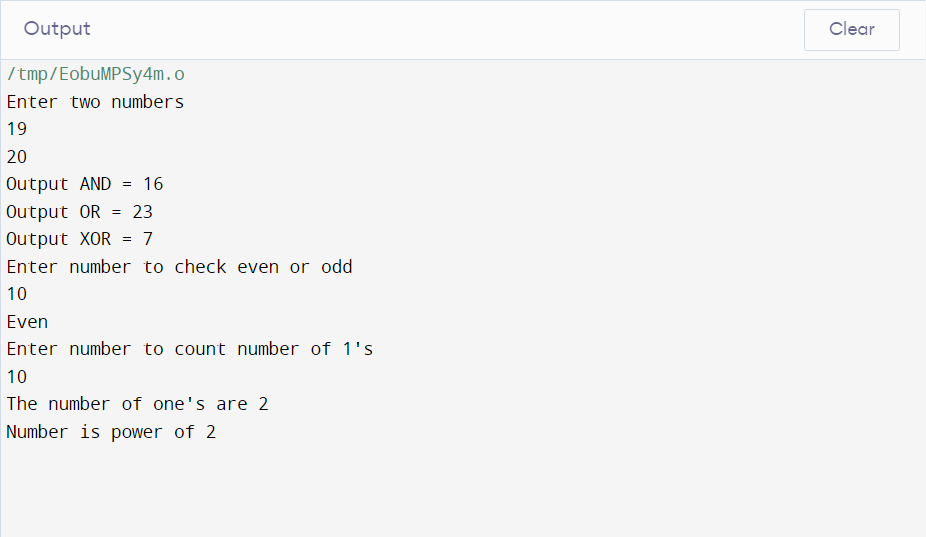 Output
Clear
/tmp/EobuMPSy4m.o
Enter two numbers
19
20
Output AND = 16
Output OR = 23
Output XOR = 7
Enter number to check even or odd
10
Even
Enter number to count number of 1's
10
The number of one's are 2
Number is power of 2